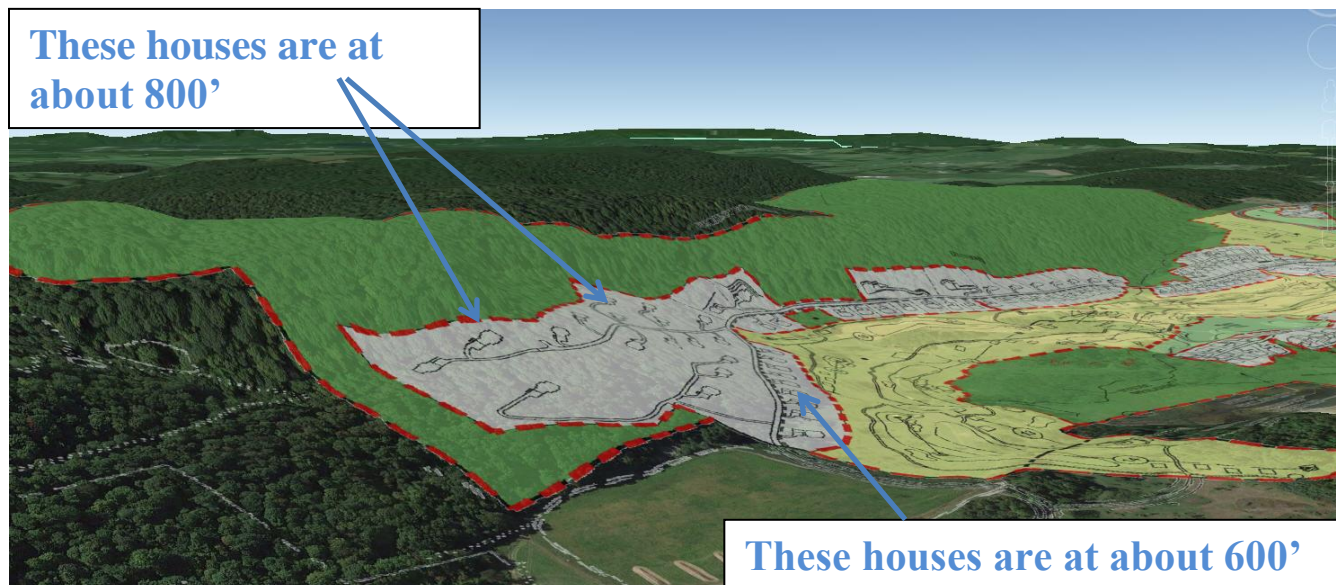 These houses are at
about 800’
These houses are at about 600’